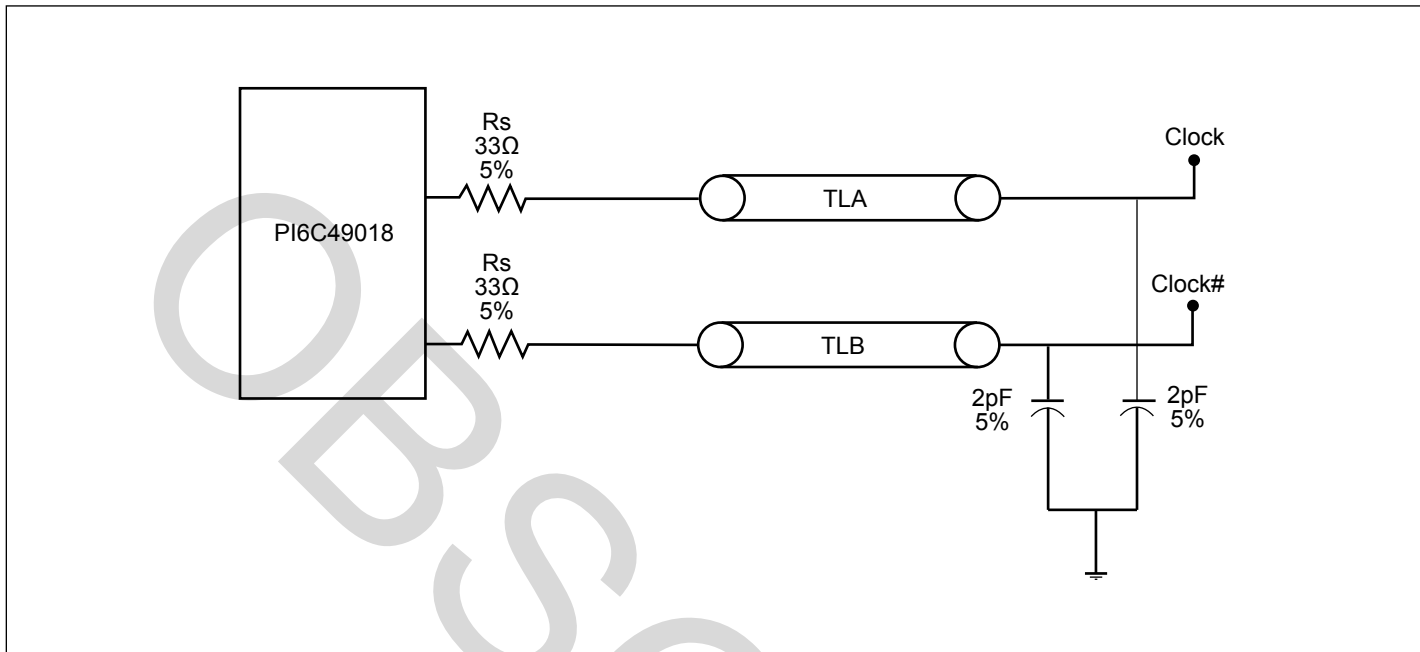 Rs
33Ω
5%
Clock
TLA
PI6C49018
Rs
33Ω
5%
Clock#
TLB
2pF
5%
2pF
5%
OBSO